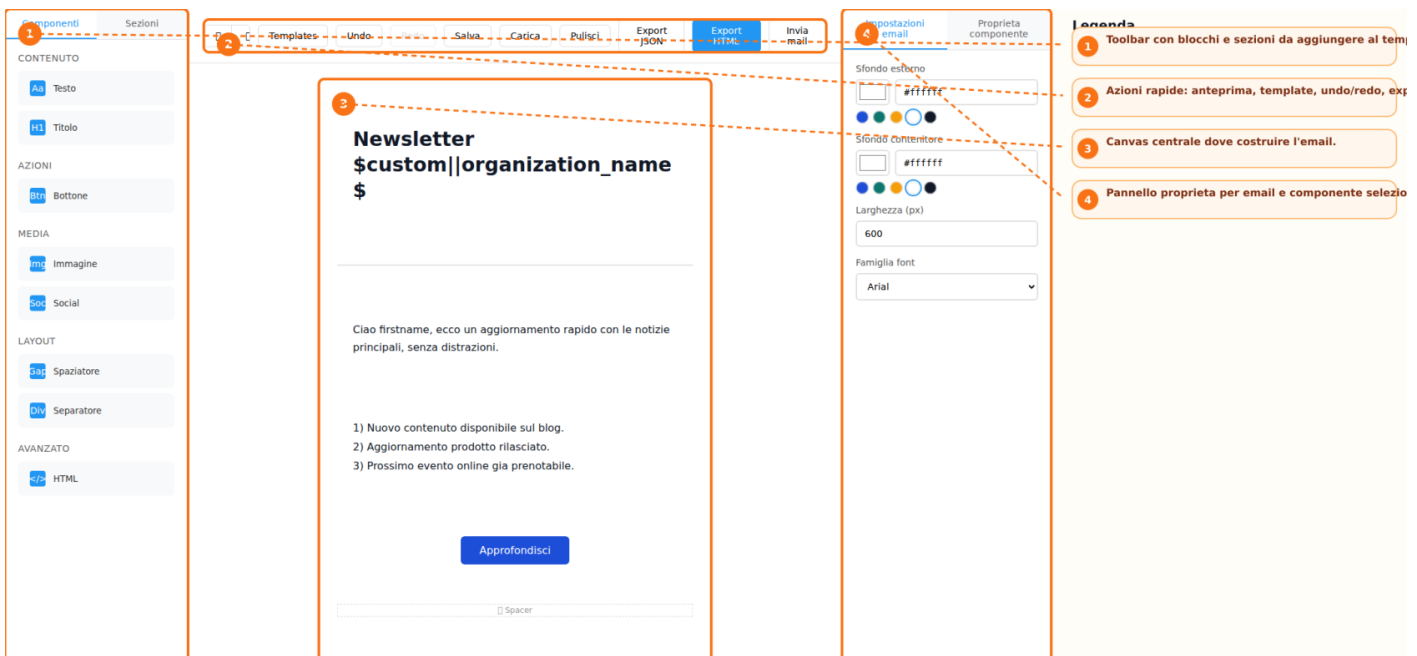 Componenti
Sezioni
CONTENUTO
Aa Testo
H1 Titolo
AZIONI
Btn Bottone
MEDIA
Img Immagine
Soc Social
LAYOUT
Gap Spaziatore
Div Separatore
AVANZATO
</> HTML
1
2
Templates
Undo
Redo
Salva
Carica
Pulisci
Export
JSON
Export
HTML
Invia
mail
3
Newsletter
$custom||organization_name
$
Ciao firstname, ecco un aggiornamento rapido con le notizie
principali, senza distrazioni.
1) Nuovo contenuto disponibile sul blog.
2) Aggiornamento prodotto rilasciato.
3) Prossimo evento online gia prenotabile.
Approfondisci
Spacer
4
Impostazioni
email
Proprieta
componente
Sfondo esterno
#ffffff
Sfondo contenitore
#ffffff
Larghezza (px)
600
Famiglia font
Arial
Legenda
1 Toolbar con blocchi e sezioni da aggiungere al
2 Azioni rapide: anteprima, template, undo/redo,
3 Canvas centrale dove costruire l'email.
4 Pannello proprieta per email e componente